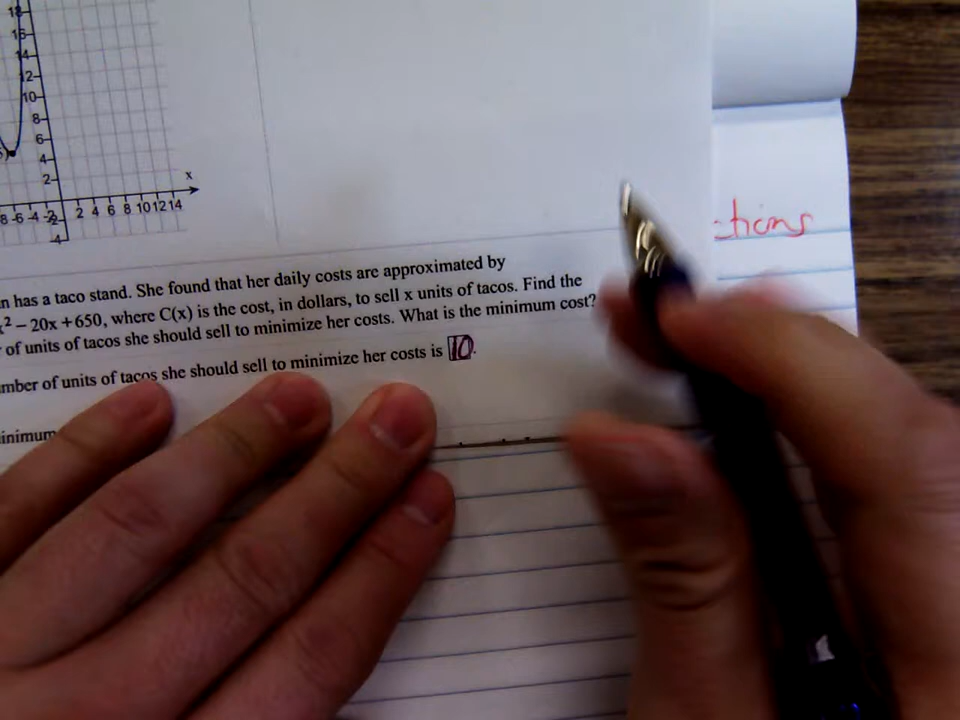 18
16
14
12
10
8
6
4
2
x
8 -6 -4 -2 2 4 6 8 10 12 14
-2
-4
n has a taco stand. She found that her daily costs are approximated by
x² – 20x + 650, where C(x) is the cost, in dollars, to sell x units of tacos. Find the
of units of tacos she should sell to minimize her costs. What is the minimum cost?
mber of units of tacos she should sell to minimize her costs is 10.
inimum
ctions